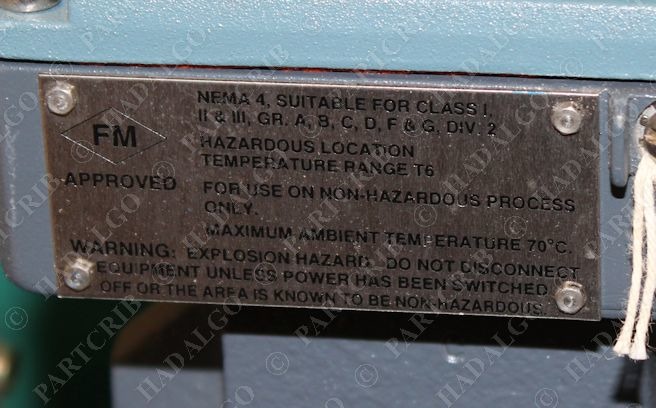 NEMA 4, SUITABLE FOR CLASS I,
II & III, GR. A, B, C, D, F & G, DIV. 2
HAZARDOUS LOCATION
TEMPERATURE RANGE T6
FM
APPROVED
FOR USE ON NON-HAZARDOUS PROCESS
ONLY.
MAXIMUM AMBIENT TEMPERATURE 70°C.
WARNING: EXPLOSION HAZARD. DO NOT DISCONNECT
EQUIPMENT UNLESS POWER HAS BEEN SWITCHED
OFF OR THE AREA IS KNOWN TO BE NON-HAZARDOUS.
© PARTCRIB © HADALGO